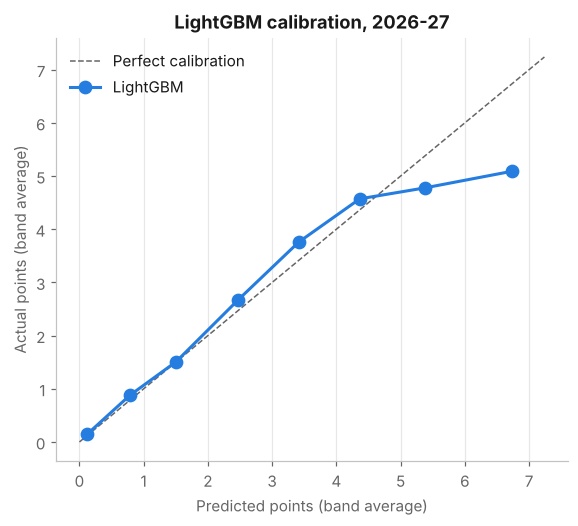 LightGBM calibration, 2026-27
Perfect calibration
LightGBM
Actual points (band average)
7
6
5
4
3
2
1
0
0 1 2 3 4 5 6 7
Predicted points (band average)